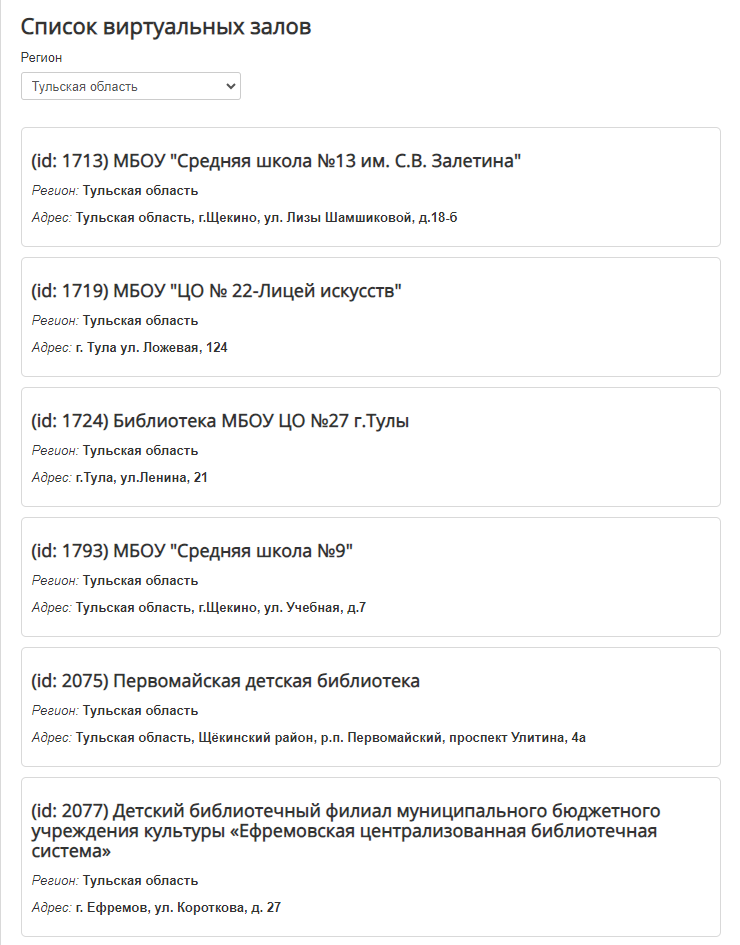 Список виртуальных залов
Регион
Тульская область
(id: 1713) МБОУ "Средняя школа №13 им. С.В. Залетина"
Регион: Тульская область
Адрес: Тульская область, г.Щекино, ул. Лизы Шамшиковой, д.18-б
(id: 1719) МБОУ "ЦО № 22-Лицей искусств"
Регион: Тульская область
Адрес: г. Тула ул. Ложевая, 124
(id: 1724) Библиотека МБОУ ЦО №27 г.Тулы
Регион: Тульская область
Адрес: г.Тула, ул.Ленина, 21
(id: 1793) МБОУ "Средняя школа №9"
Регион: Тульская область
Адрес: Тульская область, г.Щекино, ул. Учебная, д.7
(id: 2075) Первомайская детская библиотека
Регион: Тульская область
Адрес: Тульская область, Щёкинский район, р.п. Первомайский, проспект Улитина, 4а
(id: 2077) Детский библиотечный филиал муниципального бюджетного
учреждения культуры «Ефремовская централизованная библиотечная
система»
Регион: Тульская область
Адрес: г. Ефремов, ул. Короткова, д. 27